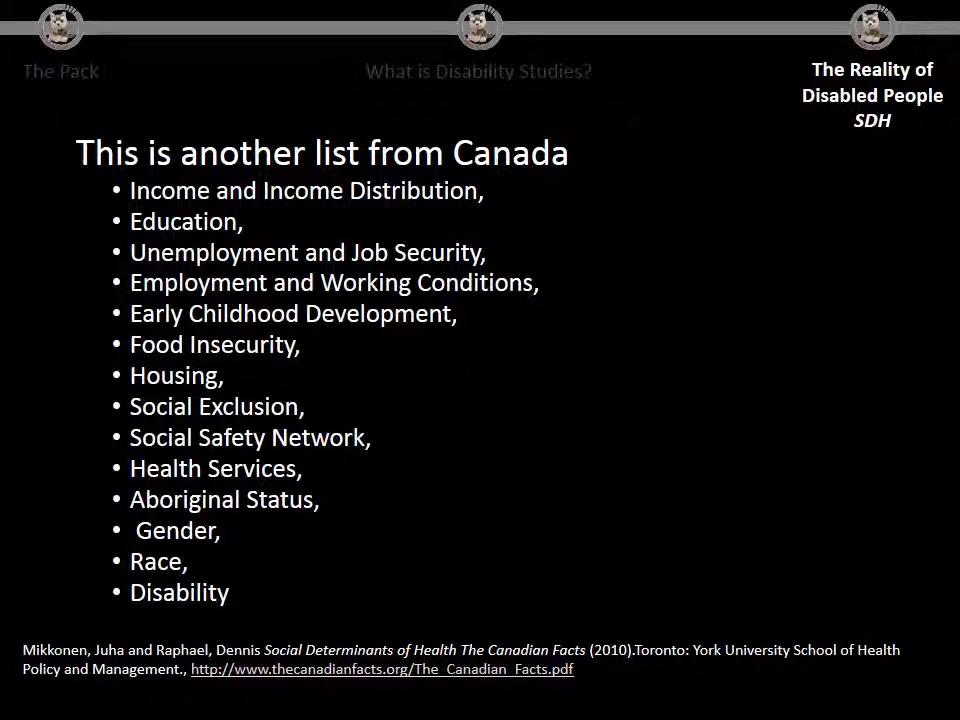 The Pack
What is Disability Studies?
The Reality of
Disabled People
SDH
This is another list from Canada
• Income and Income Distribution,
• Education,
• Unemployment and Job Security,
• Employment and Working Conditions,
• Early Childhood Development,
• Food Insecurity,
• Housing,
• Social Exclusion,
• Social Safety Network,
• Health Services,
• Aboriginal Status,
• Gender,
• Race,
• Disability
Mikkonen, Juha and Raphael, Dennis Social Determinants of Health The Canadian Facts (2010).Toronto: York University School of Health
Policy and Management., http://www.thecanadianfacts.org/The_Canadian_Facts.pdf